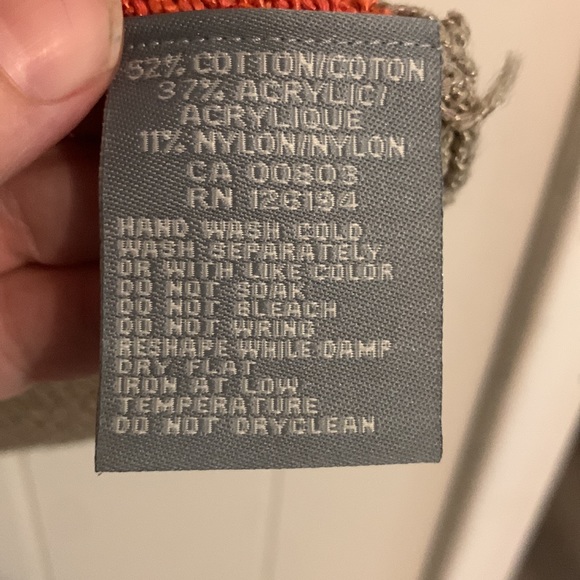 52% COTTON/COTON
37% ACRYLIC/
ACRYLIQUE
11% NYLON/NYLON
CA 00803
RN 126194
HAND WASH COLD
WASH SEPARATELY
OR WITH LIKE COLOR
DO NOT SOAK
DO NOT BLEACH
DO NOT WRING
RESHAPE WHILE DAMP
DRY FLAT
IRON AT LOW
TEMPERATURE
DO NOT DRYCLEAN